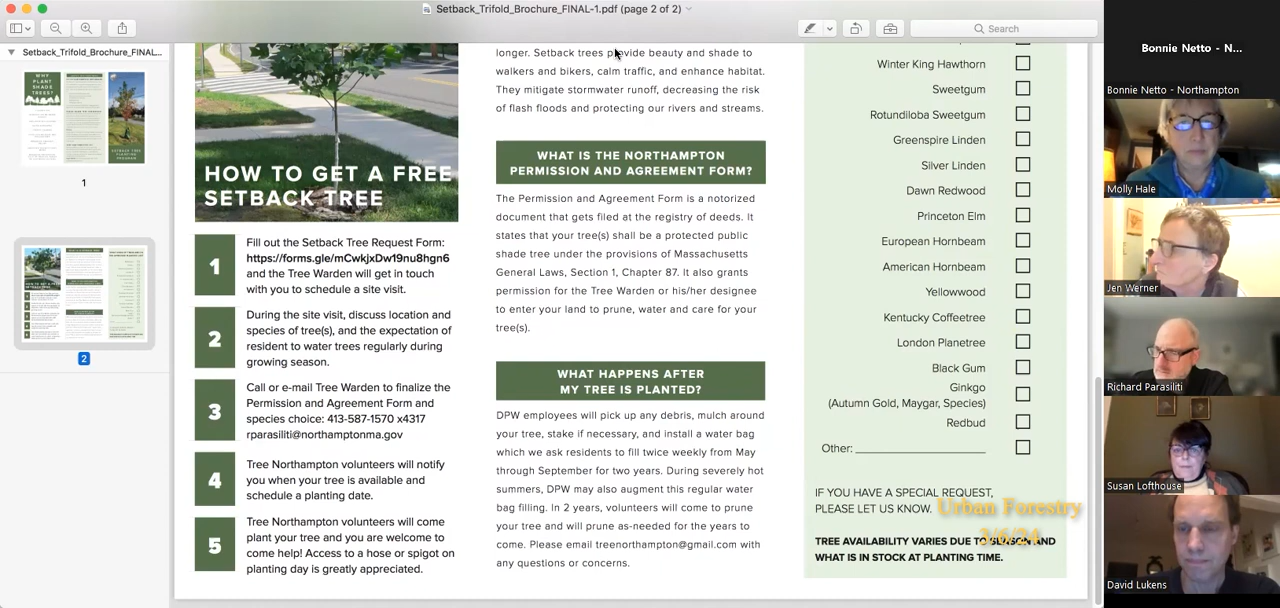 Setback_Trifold_Brochure_FINAL-1.pdf (page 2 of 2)
Search
Setback_Trifold_Brochure_FINAL...
WHY
PLANT
SHADE
TREES?
1
2
HOW TO GET A FREE
SETBACK TREE
1
Fill out the Setback Tree Request Form:
https://forms.gle/mCwkjxDw19nu8hgn6
and the Tree Warden will get in touch
with you to schedule a site visit.
2
During the site visit, discuss location and
species of tree(s), and the expectation of
resident to water trees regularly during
growing season.
3
Call or e-mail Tree Warden to finalize the
Permission and Agreement Form and
species choice: 413-587-1570 x4317
rparasiliti@northamptonma.gov
4
Tree Northampton volunteers will notify
you when your tree is available and
schedule a planting date.
5
Tree Northampton volunteers will come
plant your tree and you are welcome to
come help! Access to a hose or spigot on
planting day is greatly appreciated.
longer. Setback trees provide beauty and shade to
walkers and bikers, calm traffic, and enhance habitat.
They mitigate stormwater runoff, decreasing the risk
of flash floods and protecting our rivers and streams.
WHAT IS THE NORTHAMPTON
PERMISSION AND AGREEMENT FORM?
The Permission and Agreement Form is a notorized
document that gets filed at the registry of deeds. It
states that your tree(s) shall be a protected public
shade tree under the provisions of Massachusetts
General Laws, Section 1, Chapter 87. It also grants
permission for the Tree Warden or his/her designee
to enter your land to prune, water and care for your
tree(s).
WHAT HAPPENS AFTER
MY TREE IS PLANTED?
DPW employees will pick up any debris, mulch around
your tree, stake if necessary, and install a water bag
which we ask residents to fill twice weekly from May
through September for two years. During severely hot
summers, DPW may also augment this regular water
bag filling. In 2 years, volunteers will come to prune
your tree and will prune as-needed for the years to
come. Please email treenorthampton@gmail.com with
any questions or concerns.
Winter King Hawthorn
Sweetgum
Rotundiloba Sweetgum
Greenspire Linden
Silver Linden
Dawn Redwood
Princeton Elm
European Hornbeam
American Hornbeam
Yellowwood
Kentucky Coffeetree
London Planetree
Black Gum
Ginkgo
(Autumn Gold, Maygar, Species)
Redbud
Other: ____________________
IF YOU HAVE A SPECIAL REQUEST,
PLEASE LET US KNOW.
Urban Forestry
3/6/24
TREE AVAILABILITY VARIES DUE TO SEASON AND
WHAT IS IN STOCK AT PLANTING TIME.
Bonnie Netto - N...
Bonnie Netto - Northampton
Molly Hale
Jen Werner
Richard Parasiliti
Susan Lofthouse
David Lukens